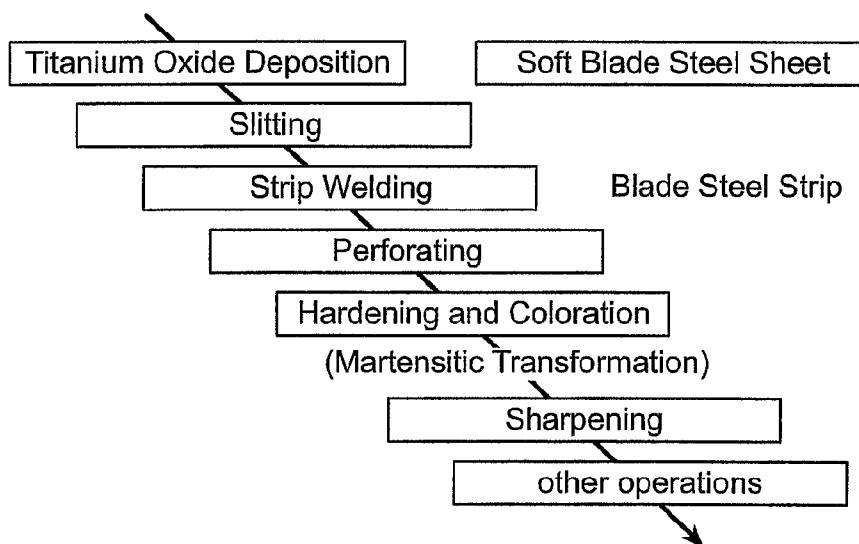 Titanium Oxide Deposition
Soft Blade Steel Sheet
Slitting
Strip Welding
Blade Steel Strip
Perforating
Hardening and Coloration
(Martensitic Transformation)
Sharpening
other operations